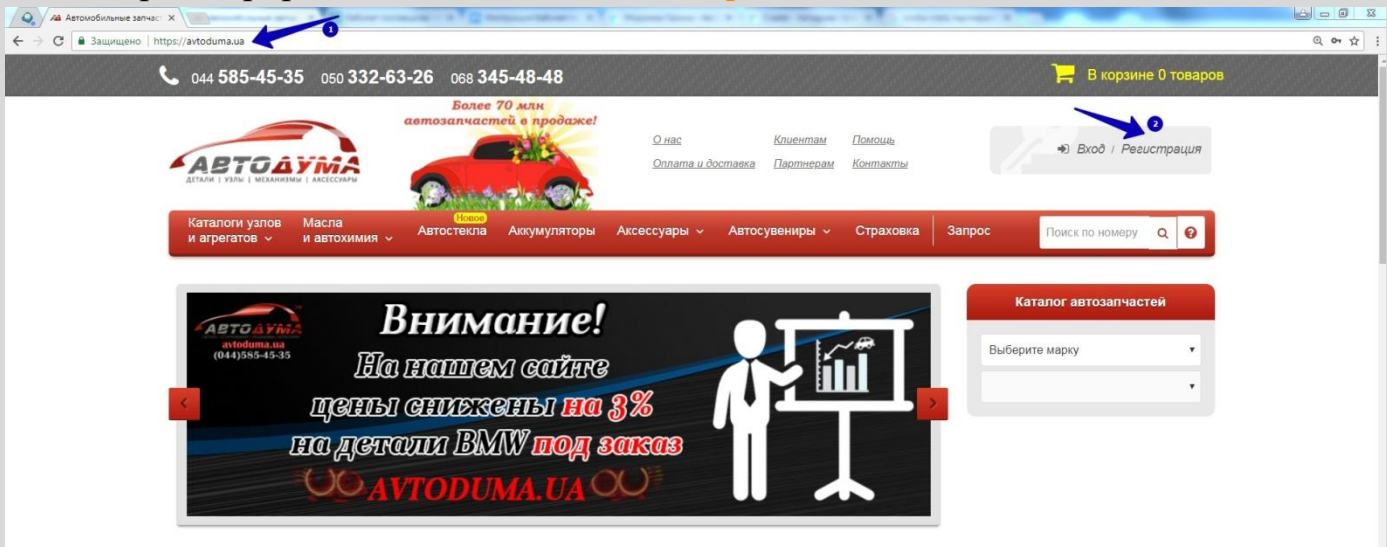 Автомобильные запчас
Защищено https://avtoduma.ua
1
044 585-45-35 050 332-63-26 068 345-48-48
В корзине 0 товаров
Более 70 млн
автозапчастей в продаже!
АВТОДУМА
ДЕТАЛИ | УЗЛЫ | МЕХАНИЗМЫ | АКСЕССУАРЫ
О нас Клиентам Помощь
Оплата и доставка Партнерам Контакты
2
Вход / Регистрация
Каталоги узлов
и агрегатов
Масла
и автохимия
Новое
Автостекла Аккумуляторы Аксессуары Автосувениры Страховка Запрос
Поиск по номеру
АВТОДУМА
avtoduma.ua
(044)585-45-35
Внимание!
На нашем сайте
цены снижены на 3%
на детали BMW под заказ
AVTODUMA.UA
Каталог автозапчастей
Выберите марку